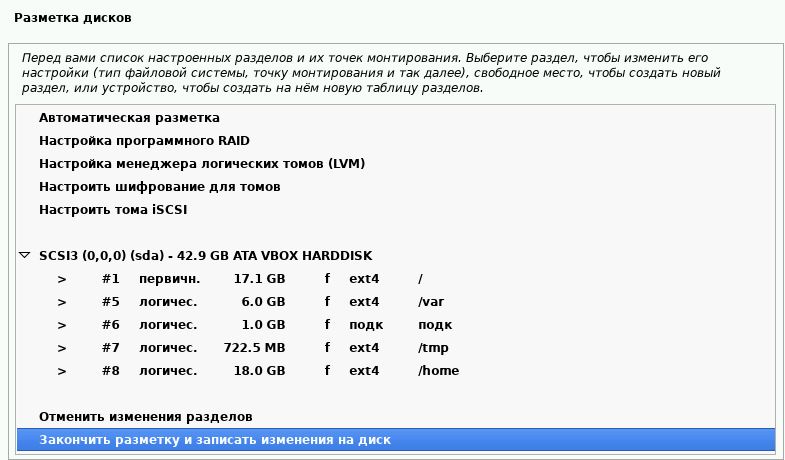 Разметка дисков
Перед вами список настроенных разделов и их точек монтирования. Выберите раздел, чтобы изменить его
настройки (тип файловой системы, точку монтирования и так далее), свободное место, чтобы создать новый
раздел, или устройство, чтобы создать на нём новую таблицу разделов.
Автоматическая разметка
Настройка программного RAID
Настройка менеджера логических томов (LVM)
Настроить шифрование для томов
Настроить тома iSCSI
SCSI3 (0,0,0) (sda) - 42.9 GB ATA VBOX HARDDISK
> #1 первичн. 17.1 GB f ext4 /
> #5 логичес. 6.0 GB f ext4 /var
> #6 логичес. 1.0 GB f подк подк
> #7 логичес. 722.5 MB f ext4 /tmp
> #8 логичес. 18.0 GB f ext4 /home
Отменить изменения разделов
Закончить разметку и записать изменения на диск